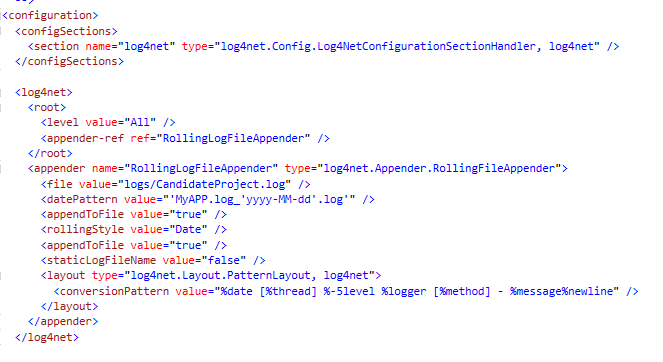 <configuration>
<configSections>
<section name="log4net" type="log4net.Config.Log4NetConfigurationSectionHandler, log4net" />
</configSections>
<log4net>
<root>
<level value="All" />
<appender-ref ref="RollingLogFileAppender" />
</root>
<appender name="RollingLogFileAppender" type="log4net.Appender.RollingFileAppender">
<file value="logs/CandidateProject.log" />
<datePattern value="'MyAPP.log_'yyyy-MM-dd'.log'" />
<appendToFile value="true" />
<rollingStyle value="Date" />
<appendToFile value="true" />
<staticLogFileName value="false" />
<layout type="log4net.Layout.PatternLayout, log4net">
<conversionPattern value="%date [%thread] %-5level %logger [%method] - %message%newline" />
</layout>
</appender>
</log4net>